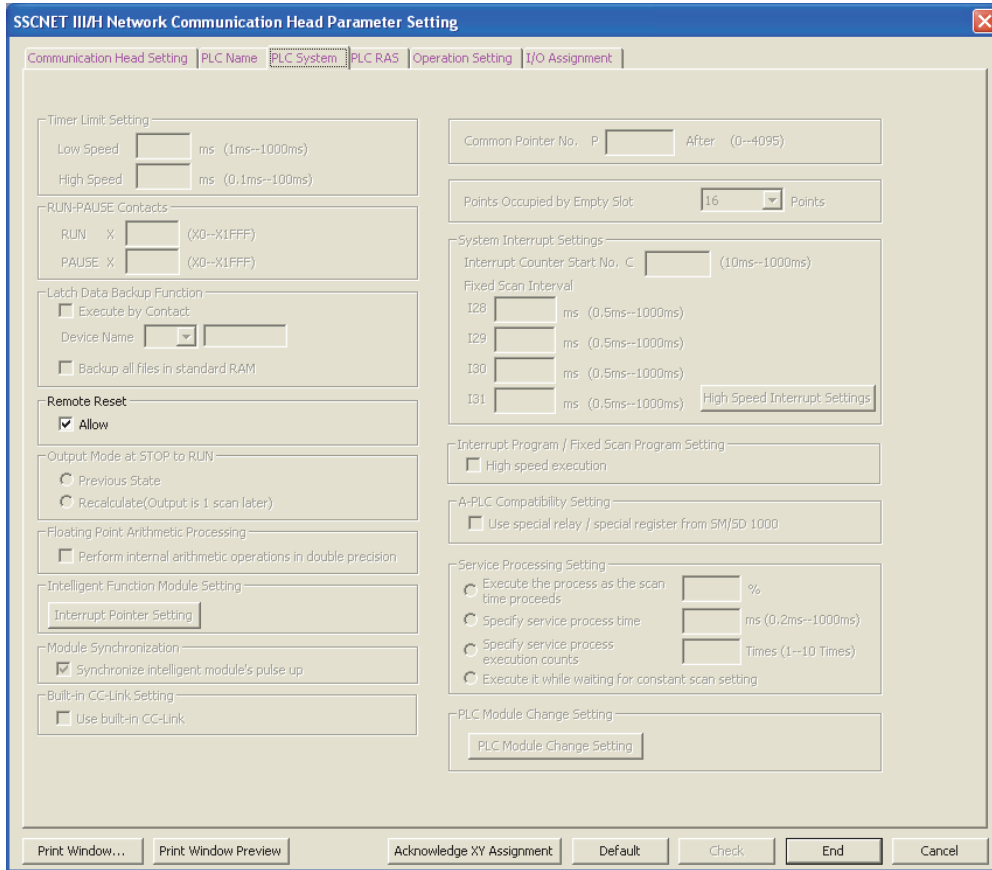 SSCNET III/H Network Communication Head Parameter Setting
Communication Head Setting PLC Name PLC System PLC RAS Operation Setting I/O Assignment
Timer Limit Setting
Low Speed ms (1ms--1000ms)
High Speed ms (0.1ms--100ms)
RUN-PAUSE Contacts
RUN X (X0--X1FFF)
PAUSE X (X0--X1FFF)
Latch Data Backup Function
Execute by Contact
Device Name
Backup all files in standard RAM
Remote Reset
Allow
Output Mode at STOP to RUN
Previous State
Recalculate(Output is 1 scan later)
Floating Point Arithmetic Processing
Perform internal arithmetic operations in double precision
Intelligent Function Module Setting
Interrupt Pointer Setting
Module Synchronization
Synchronize intelligent module's pulse up
Built-in CC-Link Setting
Use built-in CC-Link
Common Pointer No. P After (0--4095)
Points Occupied by Empty Slot 16 Points
System Interrupt Settings
Interrupt Counter Start No. C (10ms--1000ms)
Fixed Scan Interval
I28 ms (0.5ms--1000ms)
I29 ms (0.5ms--1000ms)
I30 ms (0.5ms--1000ms)
I31 ms (0.5ms--1000ms) High Speed Interrupt Settings
Interrupt Program / Fixed Scan Program Setting
High speed execution
A-PLC Compatibility Setting
Use special relay / special register from SM/SD 1000
Service Processing Setting
Execute the process as the scan
time proceeds %
Specify service process time ms (0.2ms--1000ms)
Specify service process
execution counts Times (1--10 Times)
Execute it while waiting for constant scan setting
PLC Module Change Setting
PLC Module Change Setting
Print Window... Print Window Preview Acknowledge XY Assignment Default Check End Cancel